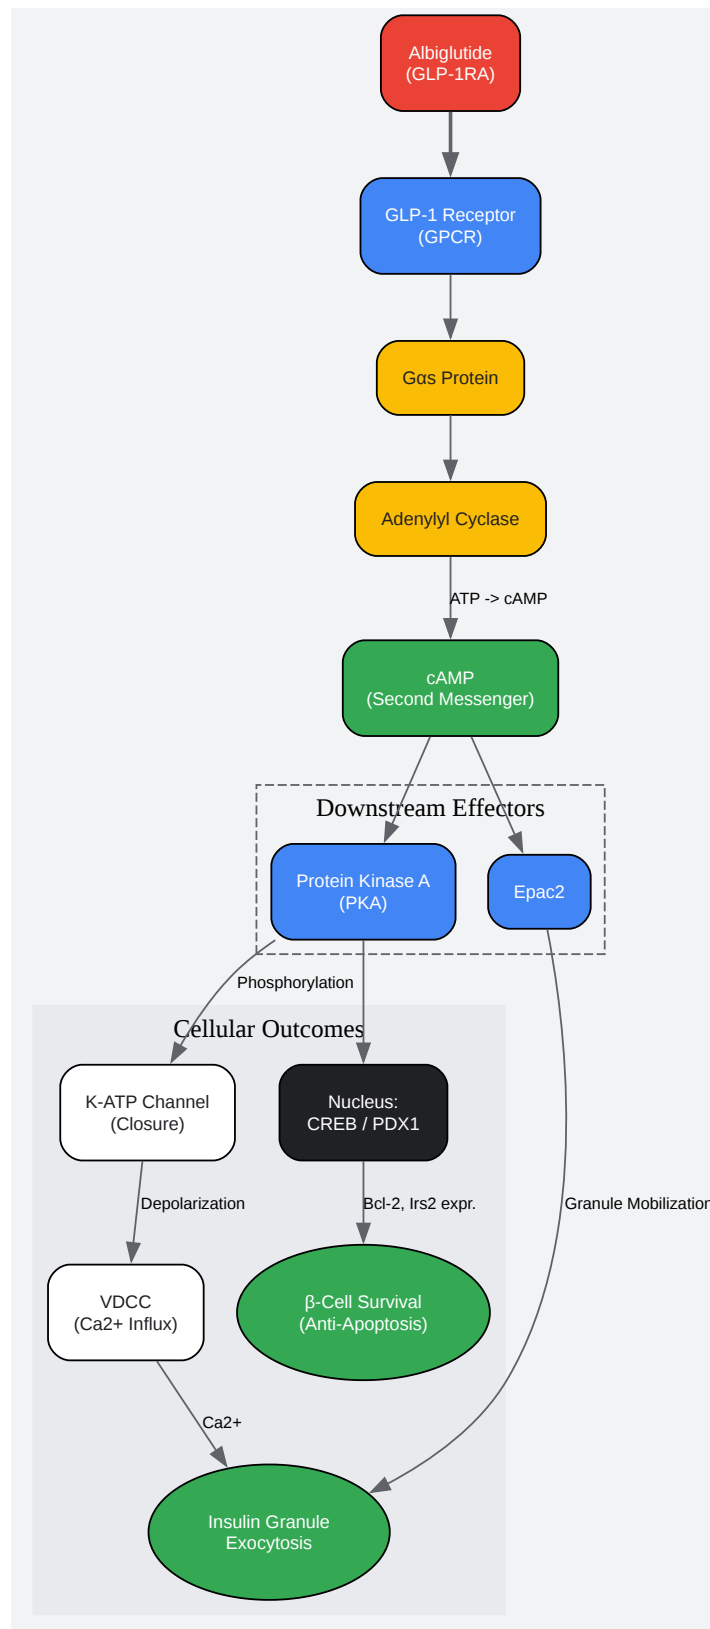 Albiglutide
(GLP-1RA)
GLP-1 Receptor
(GPCR)
Gαs Protein
Adenylyl Cyclase
ATP -> cAMP
cAMP
(Second Messenger)
Downstream Effectors
Protein Kinase A
(PKA)
Epac2
Phosphorylation
Cellular Outcomes
K-ATP Channel
(Closure)
Nucleus:
CREB / PDX1
Depolarization
Bcl-2, Irs2 expr.
Granule Mobilization
VDCC
(Ca2+ Influx)
β-Cell Survival
(Anti-Apoptosis)
Ca2+
Insulin Granule
Exocytosis